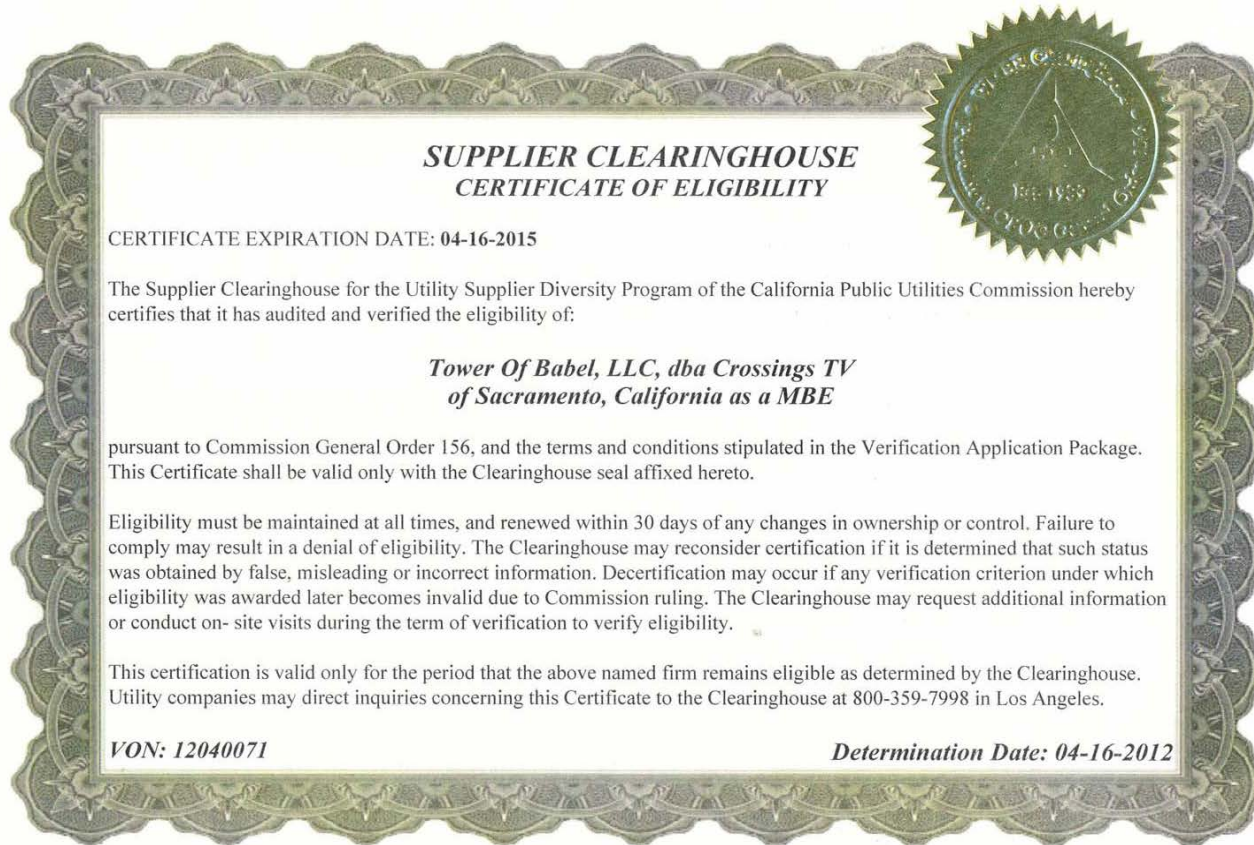 SUPPLIER CLEARINGHOUSE
CERTIFICATE OF ELIGIBILITY
CERTIFICATE EXPIRATION DATE: 04-16-2015
The Supplier Clearinghouse for the Utility Supplier Diversity Program of the California Public Utilities Commission hereby
certifies that it has audited and verified the eligibility of:
Tower Of Babel, LLC, dba Crossings TV
of Sacramento, California as a MBE
pursuant to Commission General Order 156, and the terms and conditions stipulated in the Verification Application Package.
This Certificate shall be valid only with the Clearinghouse seal affixed hereto.
Eligibility must be maintained at all times, and renewed within 30 days of any changes in ownership or control. Failure to
comply may result in a denial of eligibility. The Clearinghouse may reconsider certification if it is determined that such status
was obtained by false, misleading or incorrect information. Decertification may occur if any verification criterion under which
eligibility was awarded later becomes invalid due to Commission ruling. The Clearinghouse may request additional information
or conduct on- site visits during the term of verification to verify eligibility.
This certification is valid only for the period that the above named firm remains eligible as determined by the Clearinghouse.
Utility companies may direct inquiries concerning this Certificate to the Clearinghouse at 800-359-7998 in Los Angeles.
VON: 12040071
Determination Date: 04-16-2012